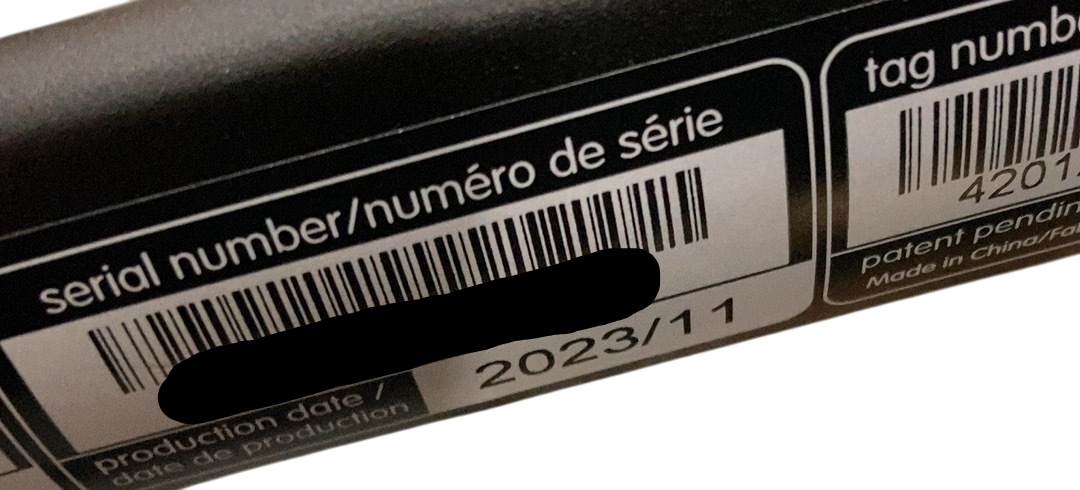 serial number/numéro de série
production date /
date de production
2023/11
tag numb
4201
patent pendin
Made in China/Fa